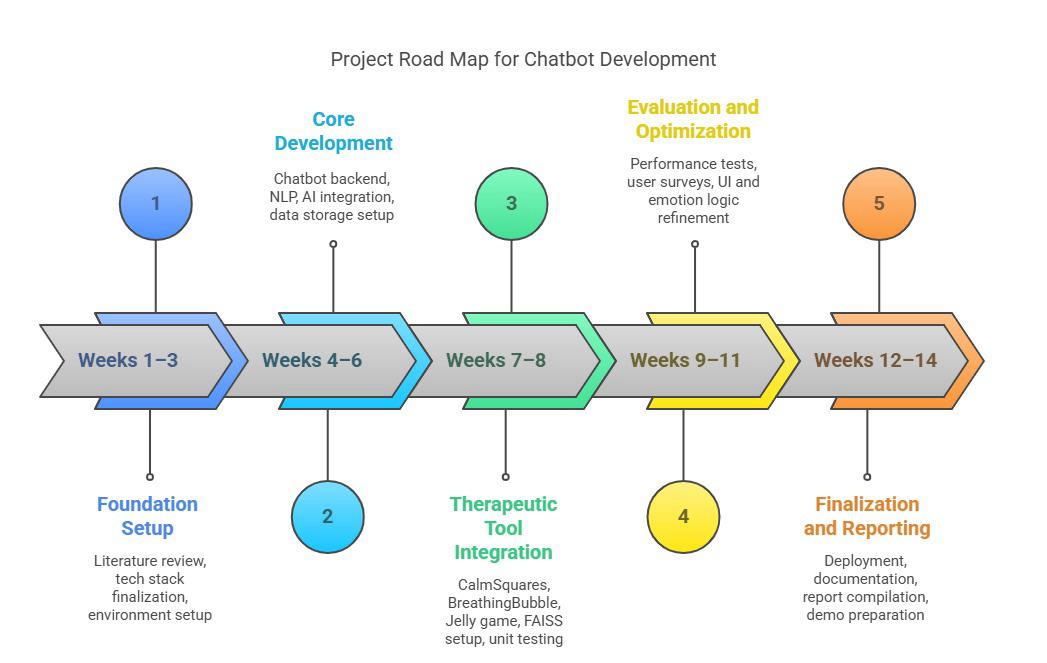 Project Road Map for Chatbot Development
Core
Development
Chatbot backend,
NLP, AI integration,
data storage setup
Evaluation and
Optimization
Performance tests,
user surveys, UI and
emotion logic
refinement
1
3
5
Weeks 1–3
Weeks 4–6
Weeks 7–8
Weeks 9–11
Weeks 12–14
Foundation
Setup
Literature review,
tech stack
finalization,
environment setup
2
Therapeutic
Tool
Integration
CalmSquares,
BreathingBubble,
Jelly game, FAISS
setup, unit testing
4
Finalization
and Reporting
Deployment,
documentation,
report compilation,
demo preparation